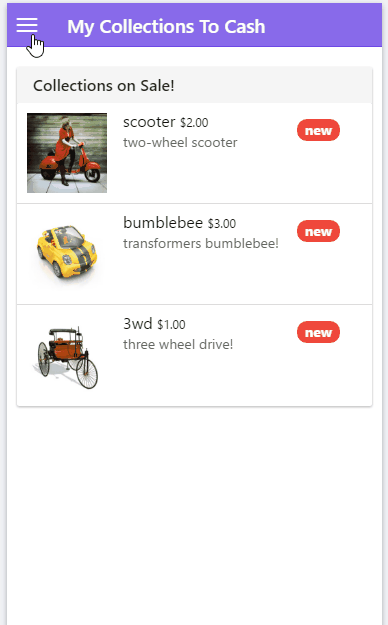 My Collections To Cash
Collections on Sale!
scooter $2.00
new
two-wheel scooter
bumblebee $3.00
new
transformers bumblebee!
3wd $1.00
new
three wheel drive!